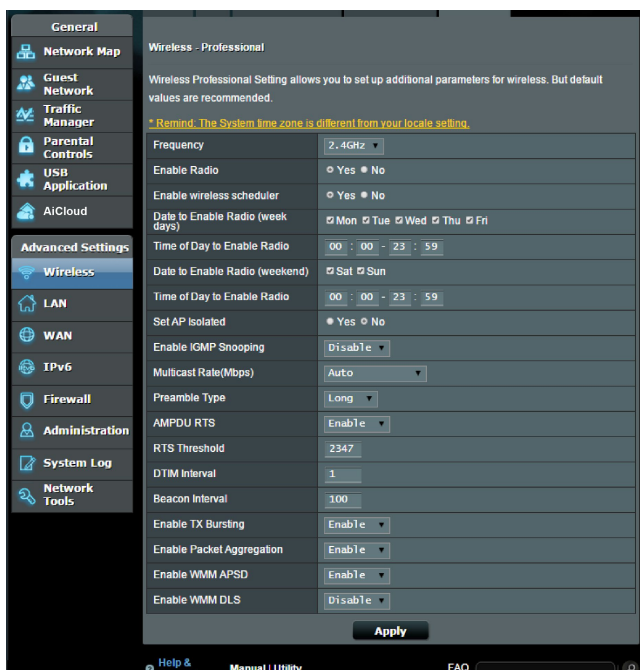 General
Network Map
Guest
Network
Traffic
Manager
Parental
Controls
USB
Application
AiCloud
Advanced Settings
Wireless
LAN
WAN
IPv6
Firewall
Administration
System Log
Network
Tools
Wireless - Professional
Wireless Professional Setting allows you to set up additional parameters for wireless. But default
values are recommended.
* Remind: The System time zone is different from your locale setting.
Frequency 2.4GHz
Enable Radio Yes No
Enable wireless scheduler Yes No
Date to Enable Radio (week
days) Mon Tue Wed Thu Fri
Time of Day to Enable Radio 00 : 00 - 23 : 59
Date to Enable Radio (weekend) Sat Sun
Time of Day to Enable Radio 00 : 00 - 23 : 59
Set AP Isolated Yes No
Enable IGMP Snooping Disable
Multicast Rate(Mbps) Auto
Preamble Type Long
AMPDU RTS Enable
RTS Threshold 2347
DTIM Interval 1
Beacon Interval 100
Enable TX Bursting Enable
Enable Packet Aggregation Enable
Enable WMM APSD Enable
Enable WMM DLS Disable
Apply
Help &
Manual | Utility
FAQ